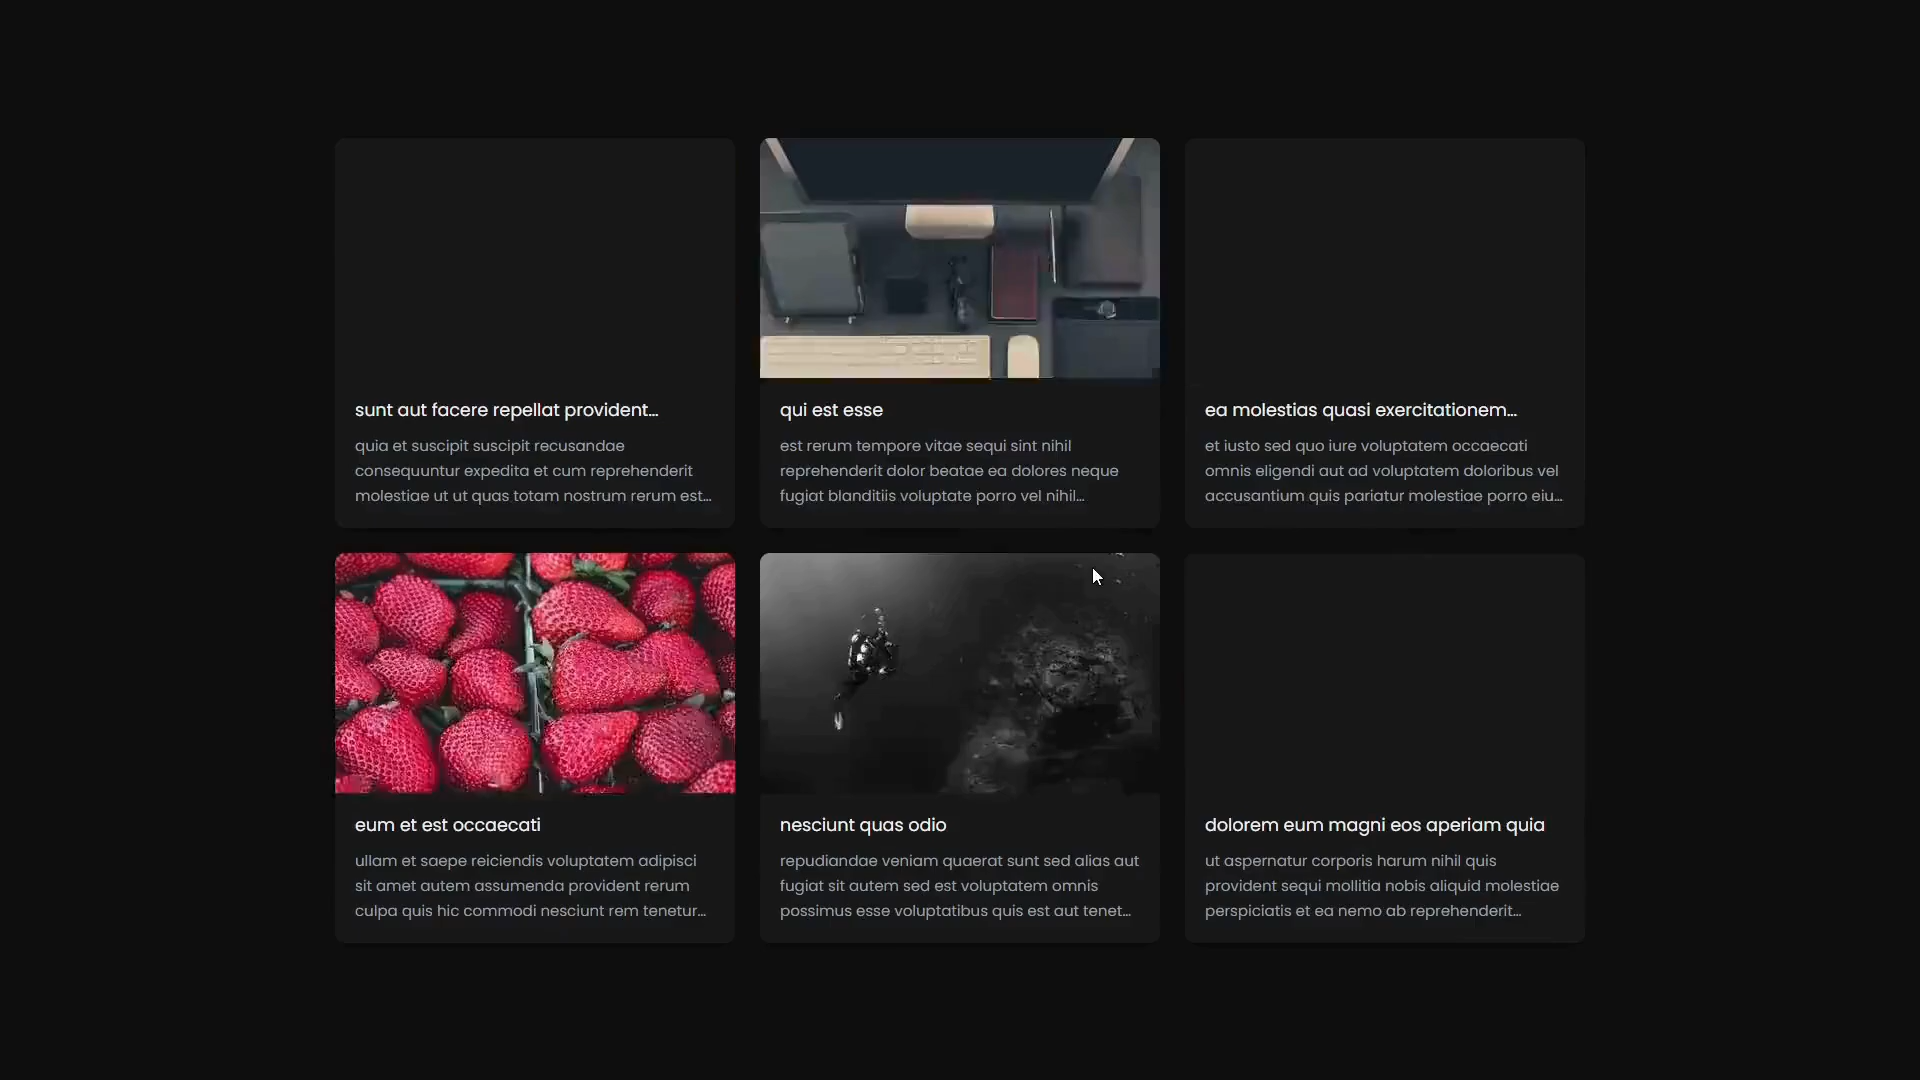 sunt aut facere repellat provident...
quia et suscipit suscipit recusandae
consequuntur expedita et cum reprehenderit
molestiae ut ut quas totam nostrum rerum est...
qui est esse
est rerum tempore vitae sequi sint nihil
reprehenderit dolor beatae ea dolores neque
fugiat blanditiis voluptate porro vel nihil...
ea molestias quasi exercitationem...
et iusto sed quo iure voluptatem occaecati
omnis eligendi aut ad voluptatem doloribus vel
accusantium quis pariatur molestiae porro eiu...
eum et est occaecati
ullam et saepe reiciendis voluptatem adipisci
sit amet autem assumenda provident rerum
culpa quis hic commodi nesciunt rem tenetur...
nesciunt quas odio
repudiandae veniam quaerat sunt sed alias aut
fugiat sit autem sed est voluptatem omnis
possimus esse voluptatibus quis est aut tenet...
dolorem eum magni eos aperiam quia
ut aspernatur corporis harum nihil quis
provident sequi mollitia nobis aliquid molestiae
perspiciatis et ea nemo ab reprehenderit...